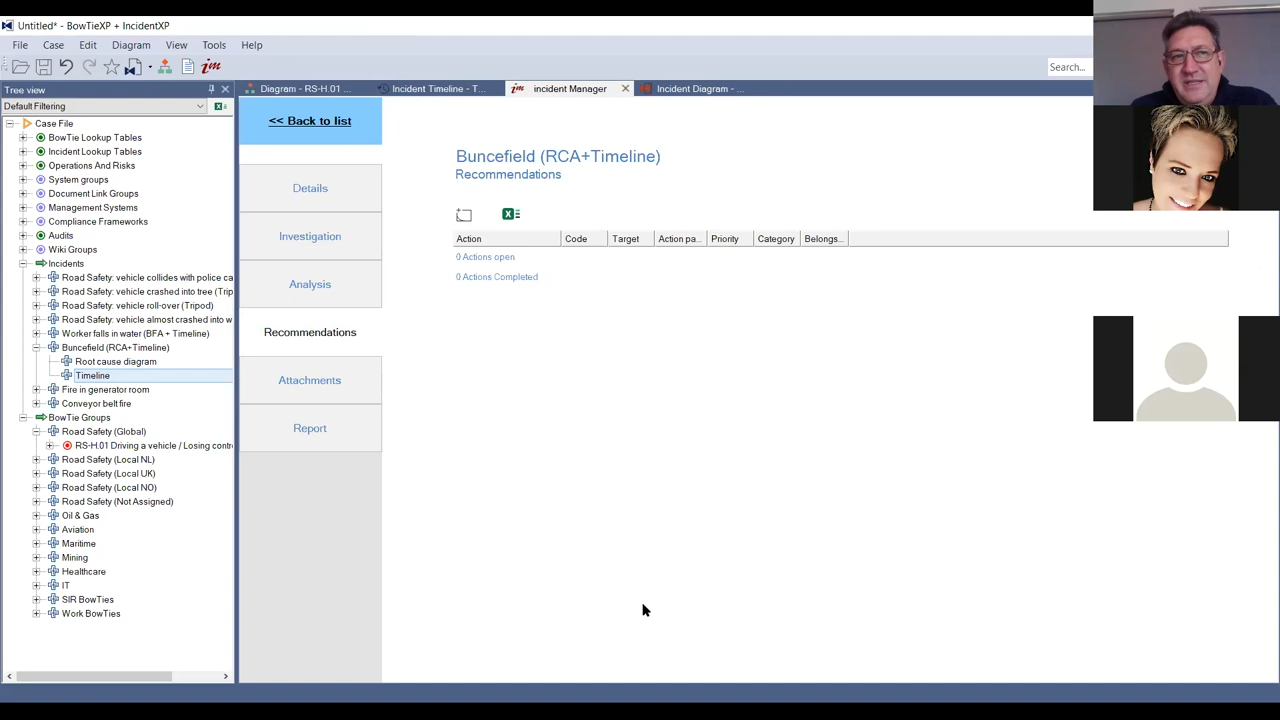 Untitled* - BowTieXP + IncidentXP
File Case Edit Diagram View Tools Help
im
Search...
Tree view
Default Filtering
Case File
BowTie Lookup Tables
Incident Lookup Tables
Operations And Risks
System groups
Document Link Groups
Management Systems
Compliance Frameworks
Audits
Wiki Groups
Incidents
Road Safety: vehicle collides with police ca
Road Safety: vehicle crashed into tree (Trip
Road Safety: vehicle roll-over (Tripod)
Road Safety: vehicle almost crashed into w
Worker falls in water (BFA + Timeline)
Buncefield (RCA+Timeline)
Root cause diagram
Timeline
Fire in generator room
Conveyor belt fire
BowTie Groups
Road Safety (Global)
RS-H.01 Driving a vehicle / Losing contr
Road Safety (Local NL)
Road Safety (Local UK)
Road Safety (Local NO)
Road Safety (Not Assigned)
Oil & Gas
Aviation
Maritime
Mining
Healthcare
IT
SIR BowTies
Work BowTies
Diagram - RS-H.01 ... Incident Timeline - T... im incident Manager Incident Diagram - ...
<< Back to list
Details
Investigation
Analysis
Recommendations
Attachments
Report
Buncefield (RCA+Timeline)
Recommendations
Action Code Target Action pa... Priority Category Belongs...
0 Actions open
0 Actions Completed